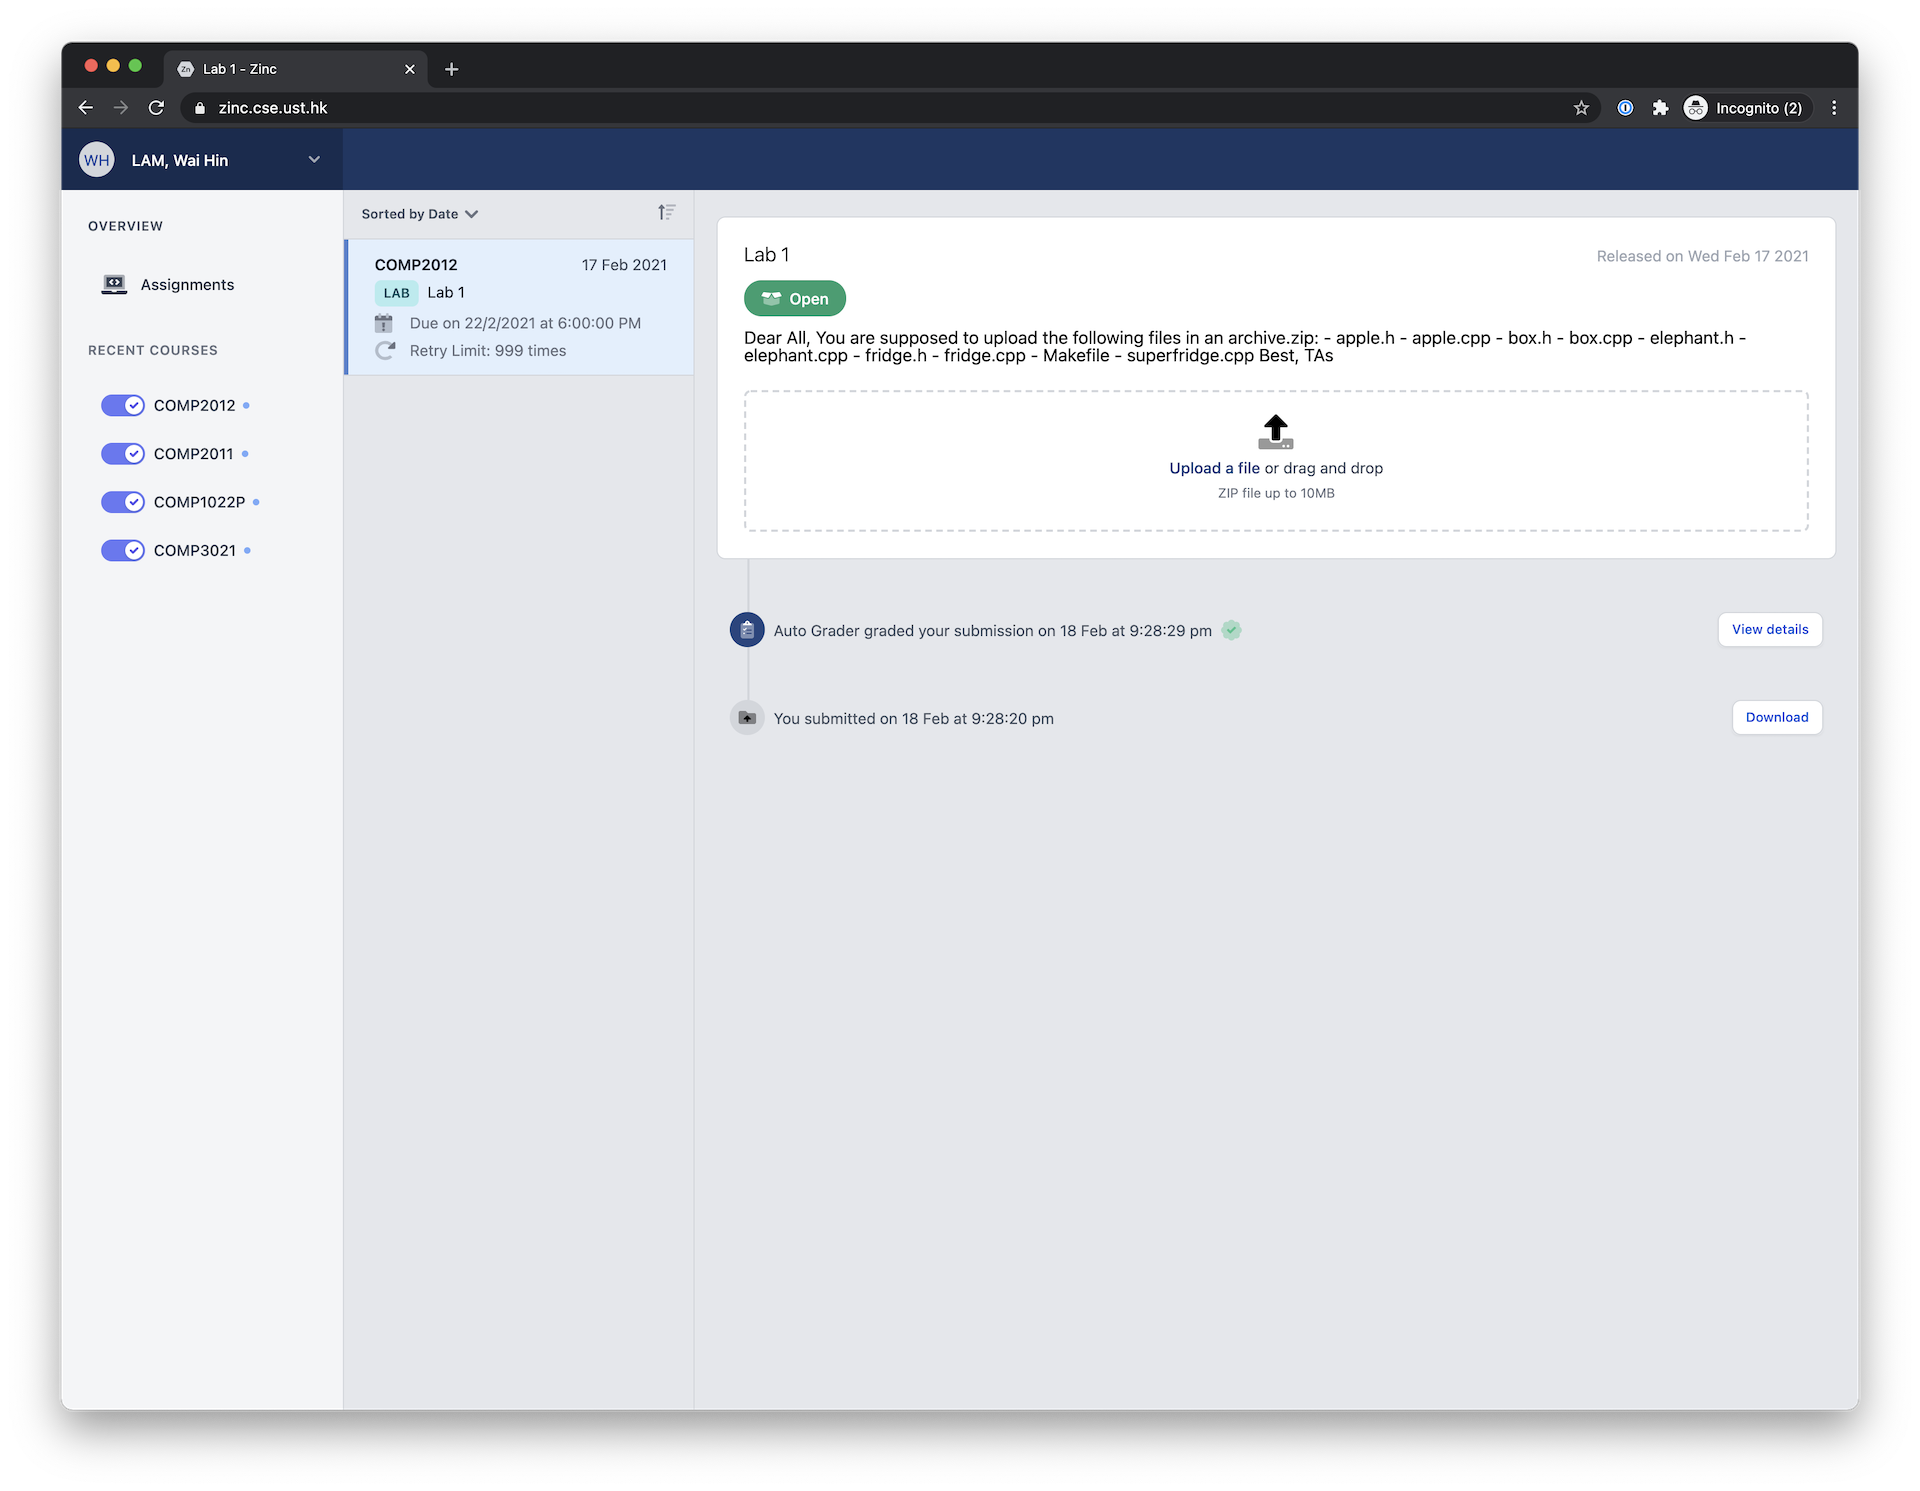 Lab 1 - Zinc
zinc.cse.ust.hk
Incognito (2)
WH
LAM, Wai Hin
OVERVIEW
Assignments
RECENT COURSES
COMP2012
COMP2011
COMP1022P
COMP3021
Sorted by Date
COMP2012
17 Feb 2021
LAB
Lab 1
Due on 22/2/2021 at 6:00:00 PM
Retry Limit: 999 times
Lab 1
Released on Wed Feb 17 2021
Open
Dear All, You are supposed to upload the following files in an archive.zip: - apple.h - apple.cpp - box.h - box.cpp - elephant.h -
elephant.cpp - fridge.h - fridge.cpp - Makefile - superfridge.cpp Best, TAs
Upload a file or drag and drop
ZIP file up to 10MB
Auto Grader graded your submission on 18 Feb at 9:28:29 pm
View details
You submitted on 18 Feb at 9:28:20 pm
Download